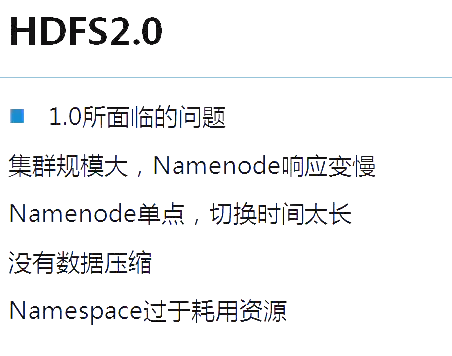 HDFS2.0
1.0所面临的问题
集群规模大，Namenode响应变慢
Namenode单点，切换时间太长
没有数据压缩
Namespace过于耗用资源